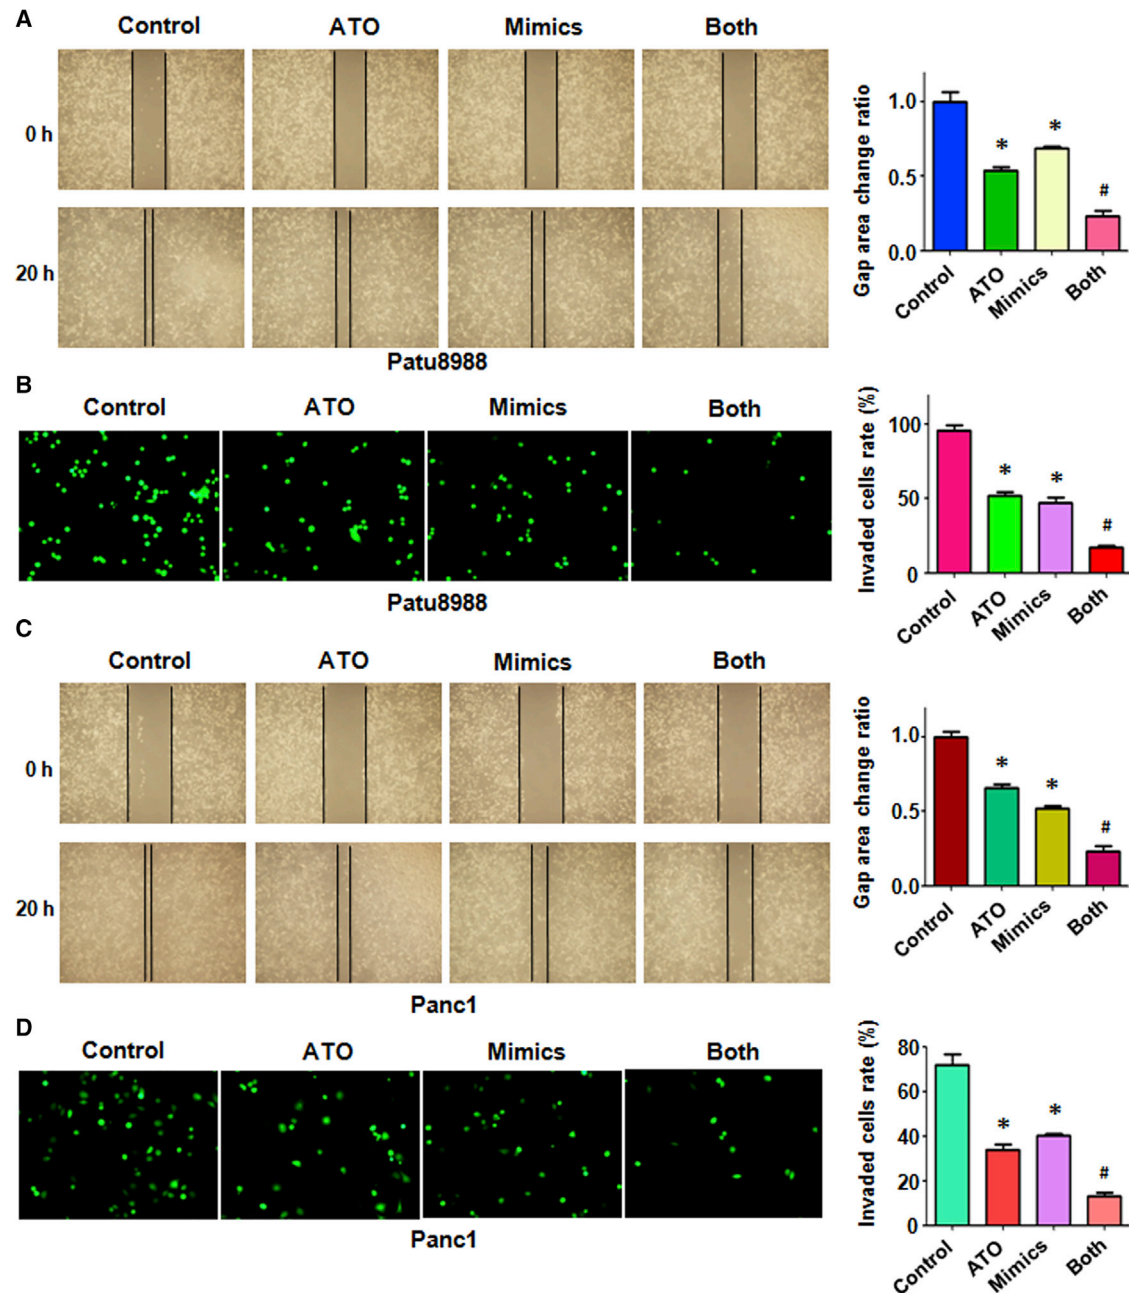 A
Control ATO Mimics Both
0 h
20 h
Patu8988
Gap area change ratio
1.0
0.5
0.0
* * #
Control ATO Mimics Both
B
Control ATO Mimics Both
Patu8988
Invaded cells rate (%)
100
50
0
* * #
Control ATO Mimics Both
C
Control ATO Mimics Both
0 h
20 h
Panc1
Gap area change ratio
1.0
0.5
0.0
* * #
Control ATO Mimics Both
D
Control ATO Mimics Both
Panc1
Invaded cells rate (%)
80
60
40
20
0
* * #
Control ATO Mimics Both